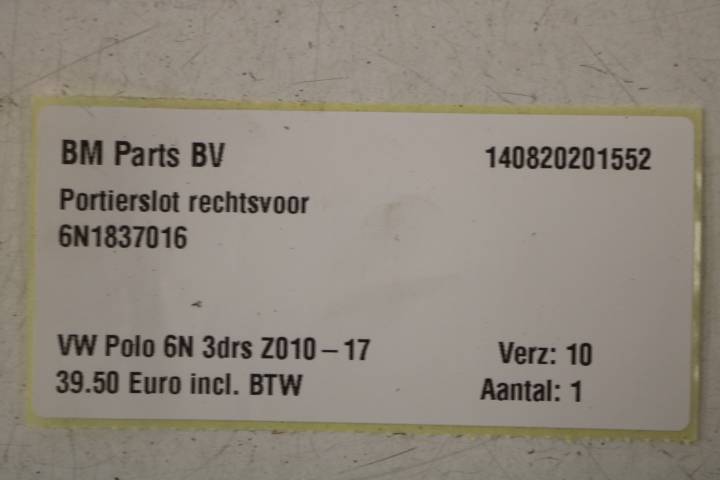 BM Parts BV 140820201552
Portierslot rechtsvoor
6N1837016
VW Polo 6N 3drs Z010-17 Verz: 10
39.50 Euro incl. BTW Aantal: 1